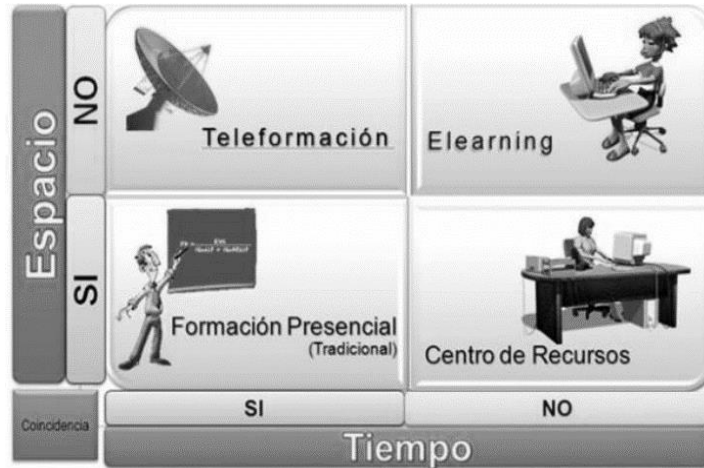 Espacio
NO
SI
Teleformación
Elearning
Formación Presencial
(Tradicional)
Centro de Recursos
Coincidencia
SI
NO
Tiempo